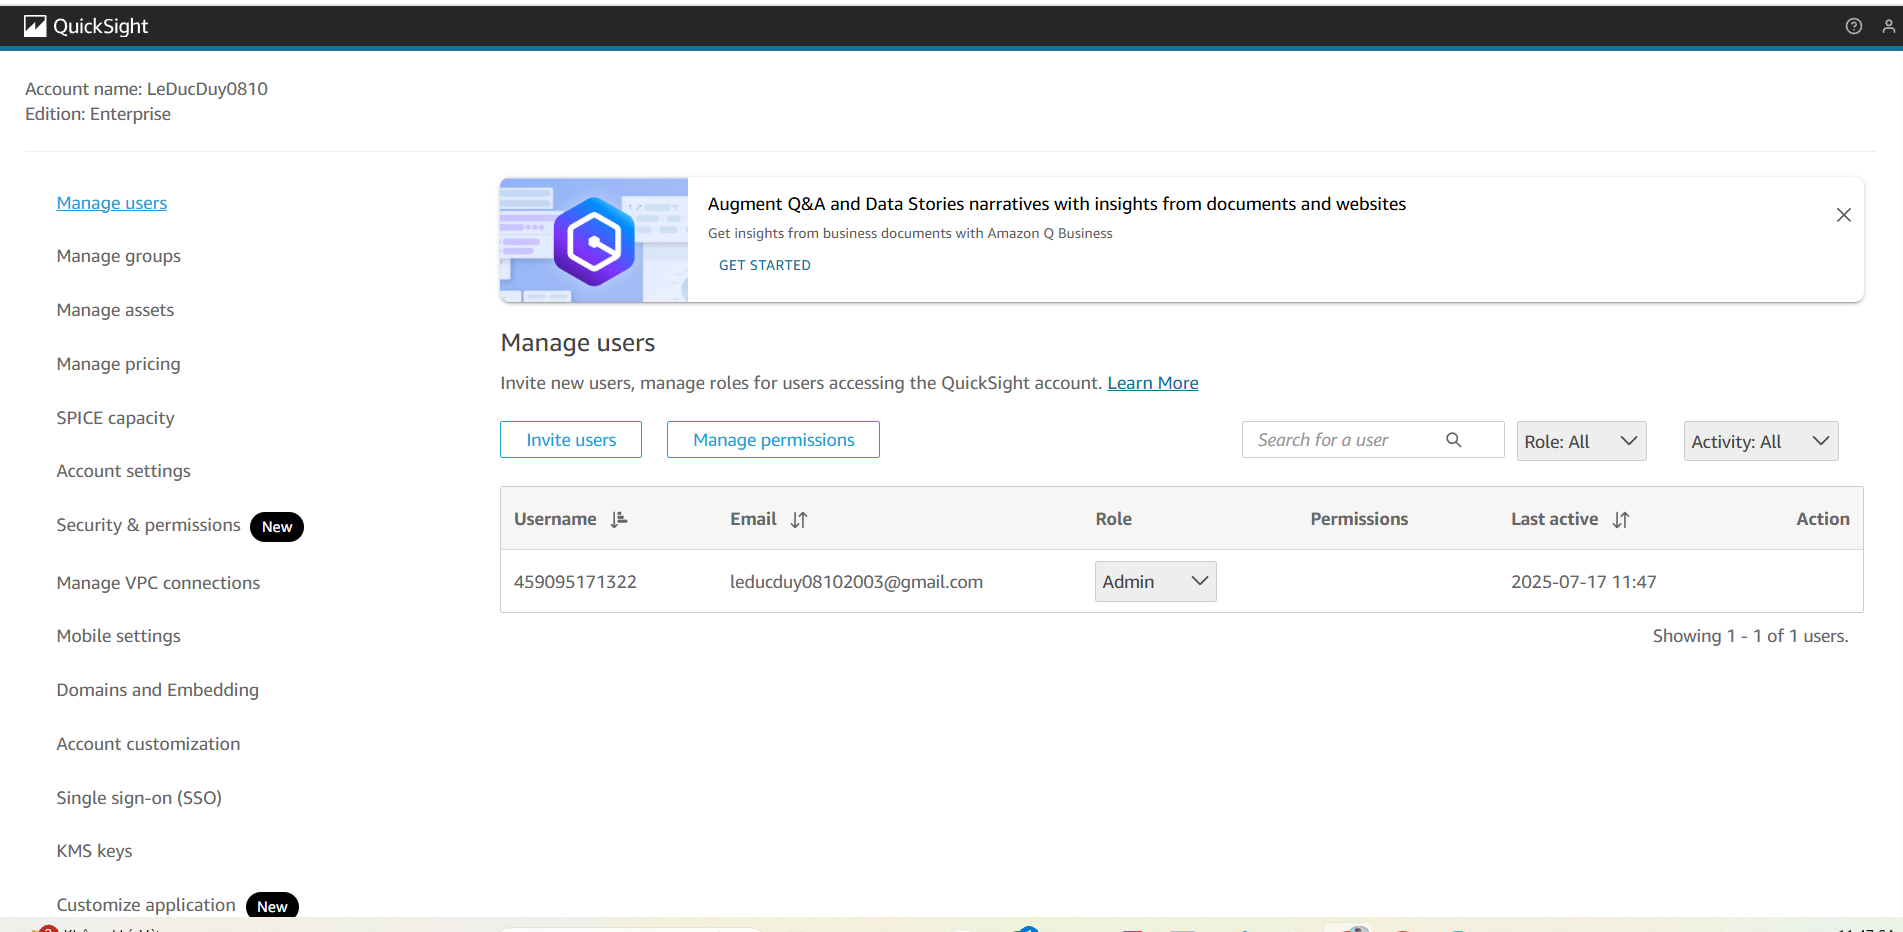 QuickSight
Account name: LeDucDuy0810
Edition: Enterprise
Manage users
Manage groups
Manage assets
Manage pricing
SPICE capacity
Account settings
Security & permissions New
Manage VPC connections
Mobile settings
Domains and Embedding
Account customization
Single sign-on (SSO)
KMS keys
Customize application New
Augment Q&A and Data Stories narratives with insights from documents and websites
Get insights from business documents with Amazon Q Business
GET STARTED
Manage users
Invite new users, manage roles for users accessing the QuickSight account. Learn More
Invite users Manage permissions Search for a user Role: All Activity: All
Username Email Role Permissions Last active Action
459095171322 leducduy08102003@gmail.com Admin 2025-07-17 11:47
Showing 1 - 1 of 1 users.